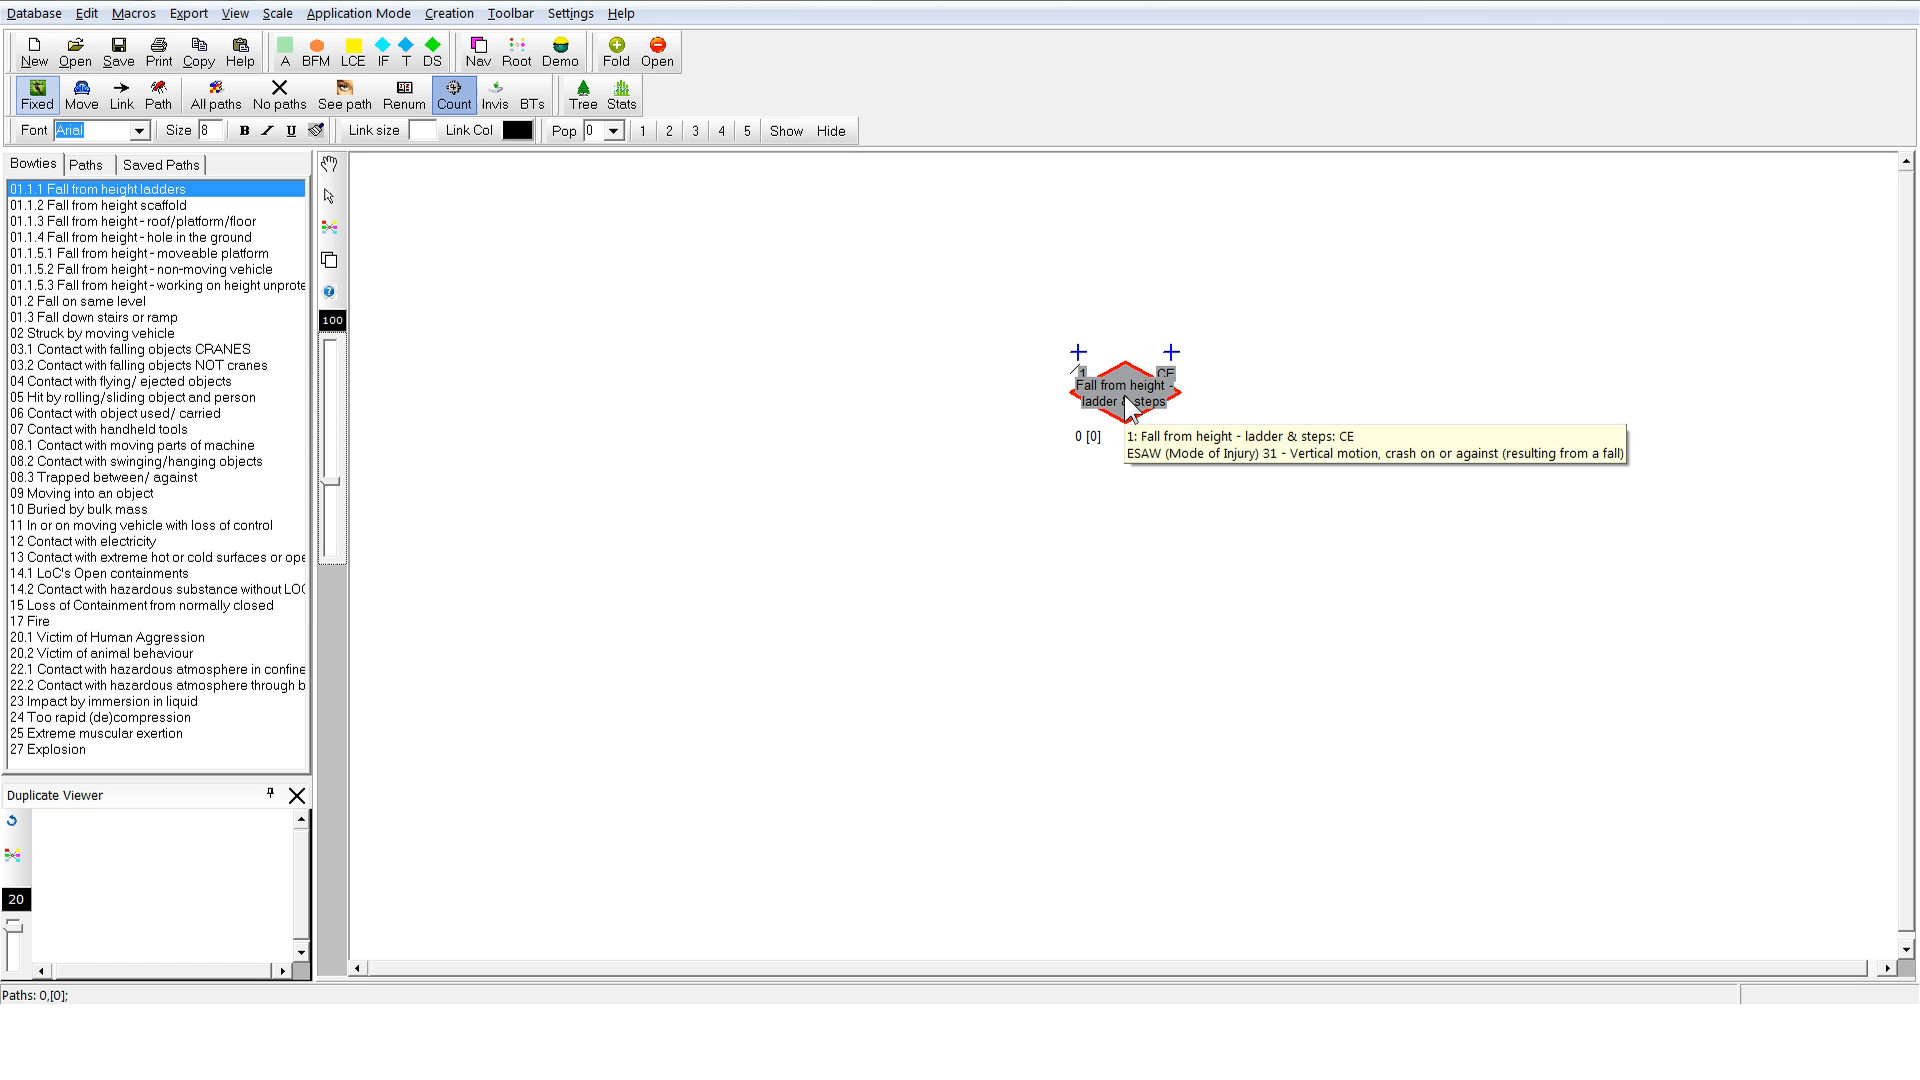 Database Edit Macros Export View Scale Application Mode Creation Toolbar Settings Help
New Open Save Print Copy Help A BFM LCE IF T DS Nav Root Demo Fold Open
Fixed Move Link Path All paths No paths See path Renum Count Invis BTs Tree Stats
Font Arial Size 8 B I U Link size Link Col Pop 0 1 2 3 4 5 Show Hide
Bowties Paths Saved Paths
01.1.1 Fall from height ladders
01.1.2 Fall from height scaffold
01.1.3 Fall from height - roof/platform/floor
01.1.4 Fall from height - hole in the ground
01.1.5.1 Fall from height - moveable platform
01.1.5.2 Fall from height - non-moving vehicle
01.1.5.3 Fall from height - working on height unprote
01.2 Fall on same level
01.3 Fall down stairs or ramp
02 Struck by moving vehicle
03.1 Contact with falling objects CRANES
03.2 Contact with falling objects NOT cranes
04 Contact with flying/ ejected objects
05 Hit by rolling/sliding object and person
06 Contact with object used/ carried
07 Contact with handheld tools
08.1 Contact with moving parts of machine
08.2 Contact with swinging/hanging objects
08.3 Trapped between/ against
09 Moving into an object
10 Buried by bulk mass
11 In or on moving vehicle with loss of control
12 Contact with electricity
13 Contact with extreme hot or cold surfaces or ope
14.1 LoC's Open containments
14.2 Contact with hazardous substance without LOC
15 Loss of Containment from normally closed
17 Fire
20.1 Victim of Human Aggression
20.2 Victim of animal behaviour
22.1 Contact with hazardous atmosphere in confine
22.2 Contact with hazardous atmosphere through b
23 Impact by immersion in liquid
24 Too rapid (de)compression
25 Extreme muscular exertion
27 Explosion
100
1 CE
Fall from height -
ladder & steps
0 [0]
1: Fall from height - ladder & steps: CE
ESAW (Mode of Injury) 31 - Vertical motion, crash on or against (resulting from a fall)
Duplicate Viewer
20
Paths: 0,[0];